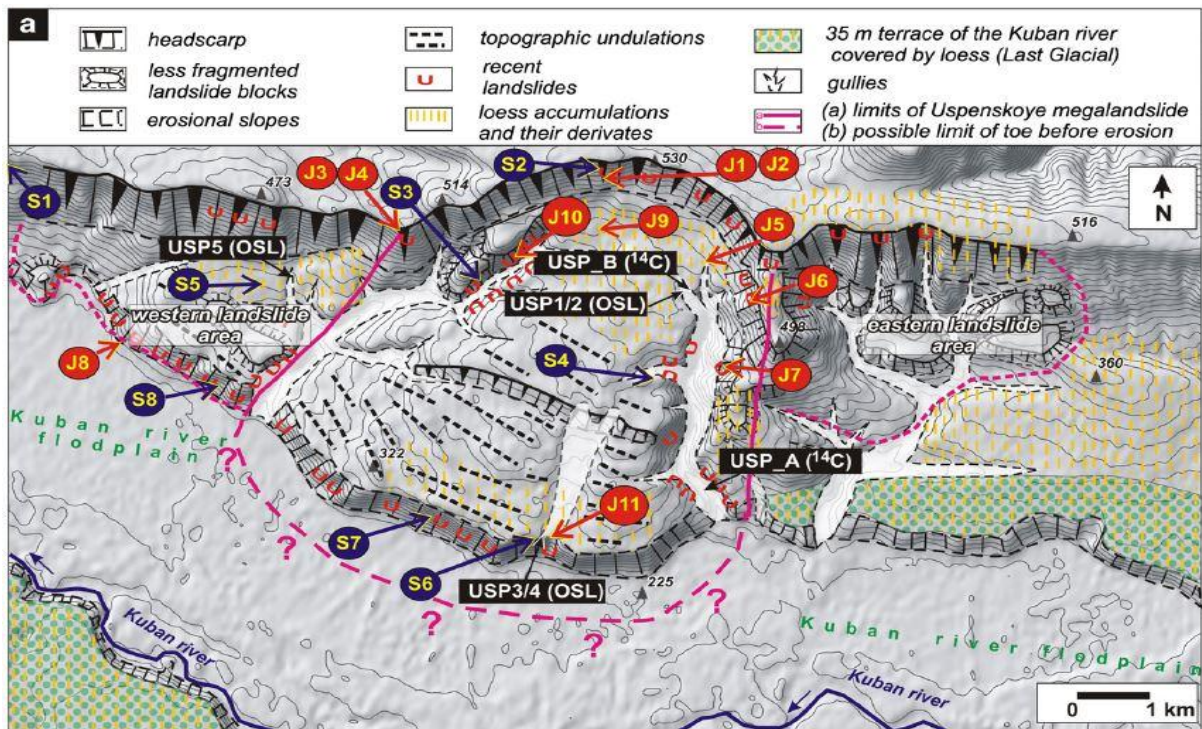 a
headscarp
less fragmented
landslide blocks
erosional slopes
topographic undulations
recent
landslides
loess accumulations
and their derivates
35 m terrace of the Kuban river
covered by loess (Last Glacial)
gullies
a
b
(a) limits of Uspenskoye megalandslide
(b) possible limit of toe before erosion
S1
473
J3
J4
514
S3
S2
530
J1
J2
516
N
J10
J9
J5
USP5 (OSL)
USP_B (¹⁴C)
S5
USP1/2 (OSL)
J6
western landslide
area
498
eastern landslide
area
J8
S4
J7
360
S8
Kuban river
flodplain
USP_A (¹⁴C)
322
?
J11
S7
?
S6
225
USP3/4 (OSL)
?
?
?
Kuban river
Kuban river flodplain
Kuban river
0 1 km